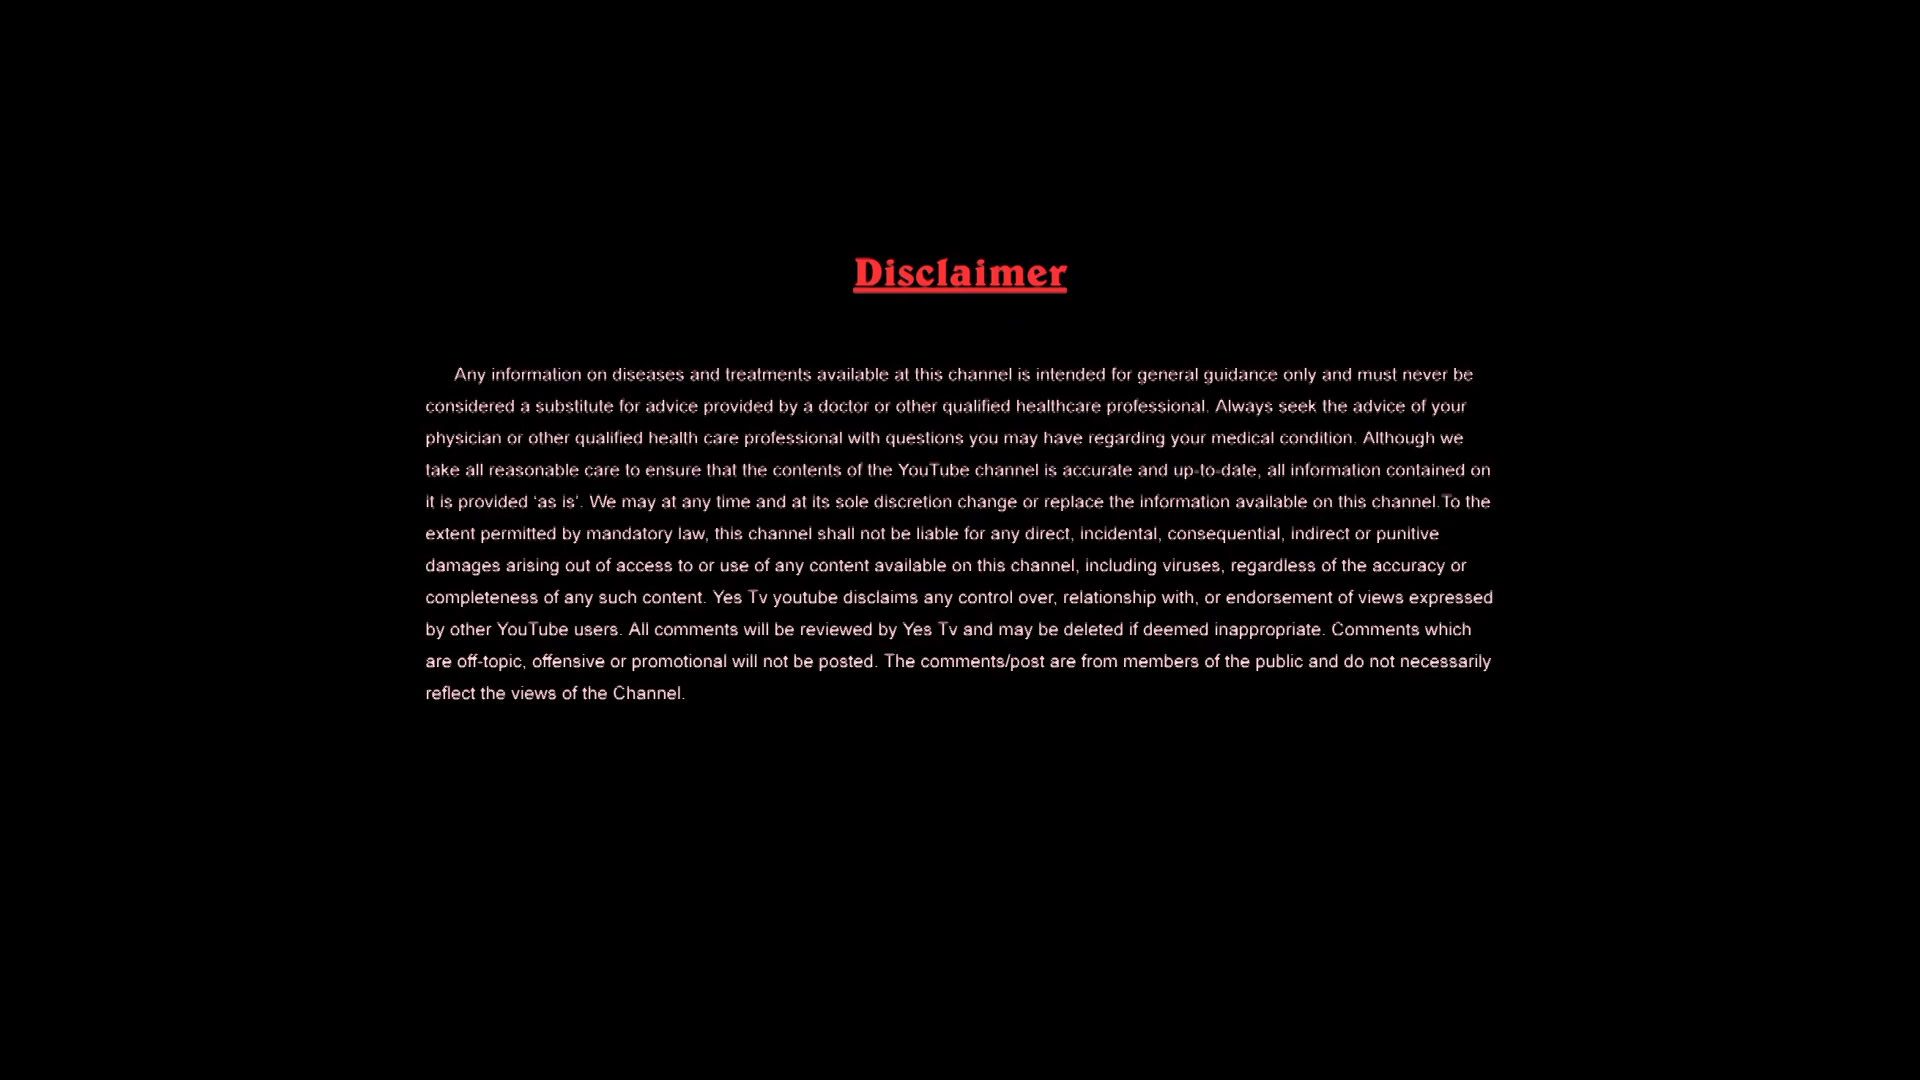 Disclaimer
Any information on diseases and treatments available at this channel is intended for general guidance only and must never be
considered a substitute for advice provided by a doctor or other qualified healthcare professional. Always seek the advice of your
physician or other qualified health care professional with questions you may have regarding your medical condition. Although we
take all reasonable care to ensure that the contents of the YouTube channel is accurate and up-to-date, all information contained on
it is provided ‘as is’. We may at any time and at its sole discretion change or replace the information available on this channel.To the
extent permitted by mandatory law, this channel shall not be liable for any direct, incidental, consequential, indirect or punitive
damages arising out of access to or use of any content available on this channel, including viruses, regardless of the accuracy or
completeness of any such content. Yes Tv youtube disclaims any control over, relationship with, or endorsement of views expressed
by other YouTube users. All comments will be reviewed by Yes Tv and may be deleted if deemed inappropriate. Comments which
are off-topic, offensive or promotional will not be posted. The comments/post are from members of the public and do not necessarily
reflect the views of the Channel.